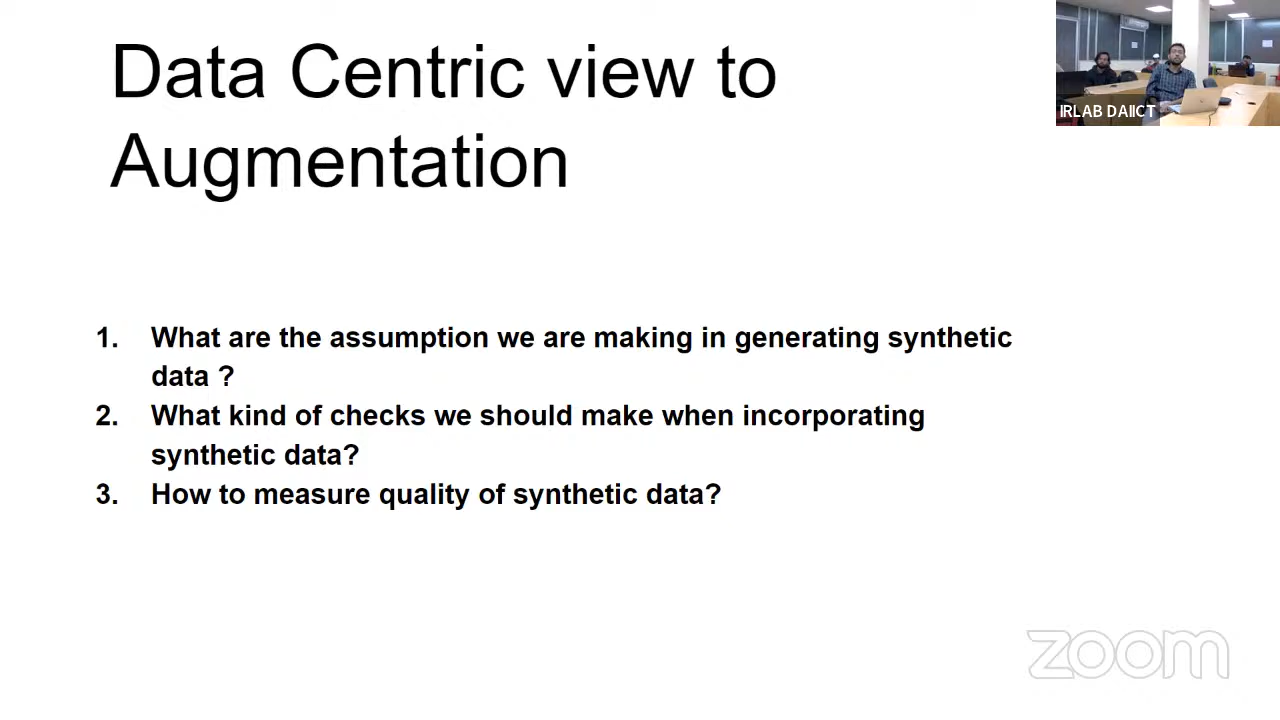 Data Centric view to
Augmentation
IRLAB DAIICT
1. What are the assumption we are making in generating synthetic
data ?
2. What kind of checks we should make when incorporating
synthetic data?
3. How to measure quality of synthetic data?
zoom